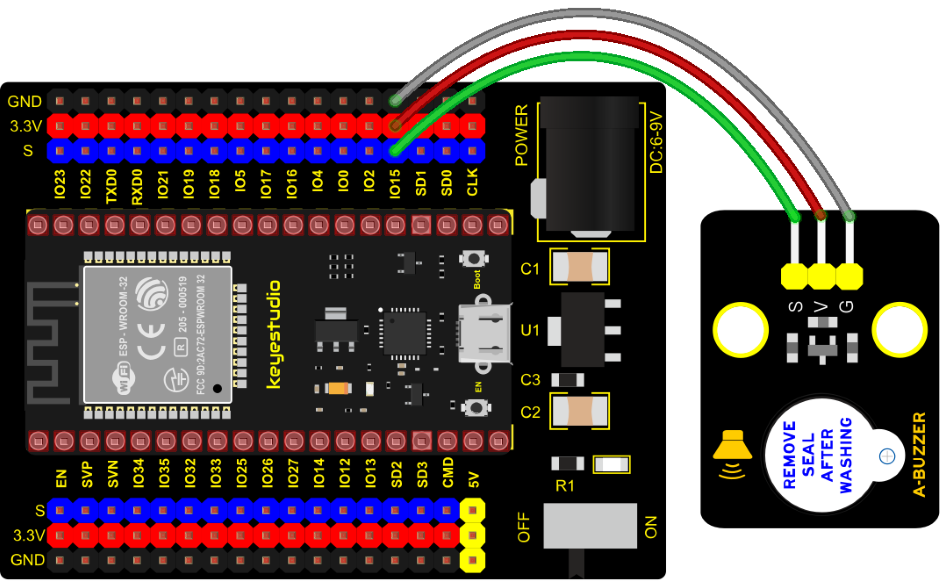 GND
3.3V
S
IO23
IO22
TXD0
RXD0
IO21
IO19
IO18
IO5
IO17
IO16
IO4
IO0
IO2
IO15
SD1
SD0
CLK
POWER
DC:6-9V
ESP - WROOM-32
CE
R
205 - 000519
FCC 9D:2AC72-ESPWROOM 32
WiFi
keyestudio
Boot
EN
C1
U1
C3
C2
R1
OFF
ON
EN
SVP
SVN
IO34
IO35
IO32
IO33
IO25
IO26
IO27
IO14
IO12
IO13
SD2
SD3
CMD
5V
S
3.3V
GND
S
V
G
REMOVE
SEAL
AFTER
WASHING
A-BUZZER